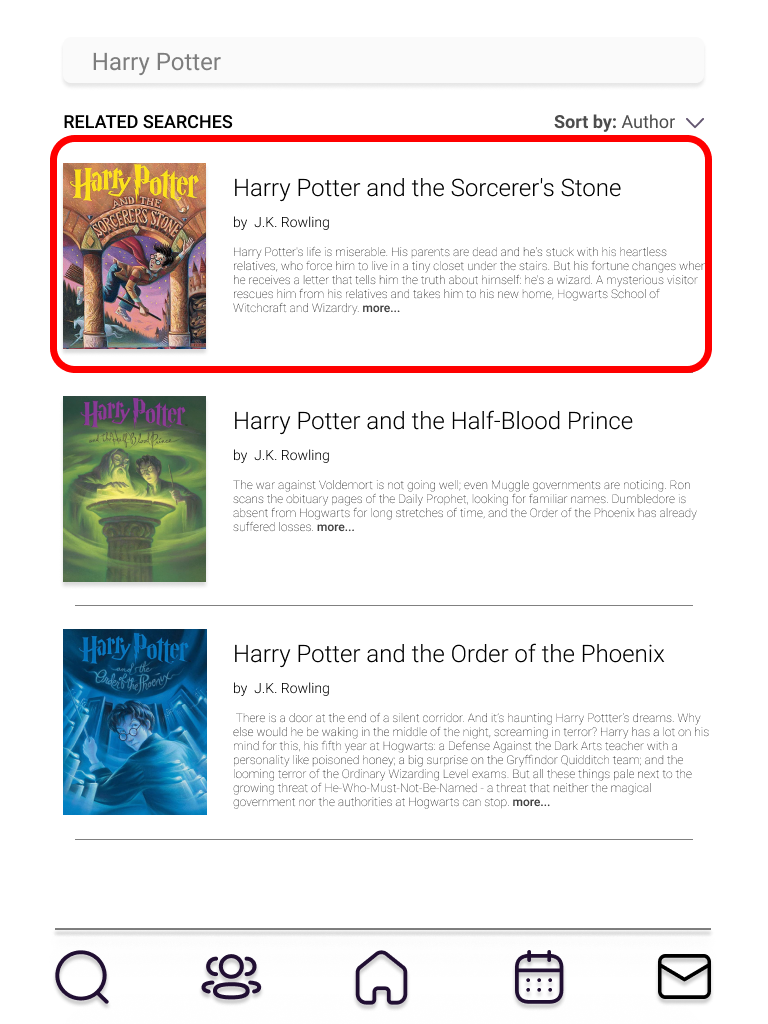 Harry Potter
RELATED SEARCHES
Sort by: Author
Harry Potter
AND THE
SORCERER'S STONE
Harry Potter and the Sorcerer's Stone
by J.K. Rowling
Harry Potter's life is miserable. His parents are dead and he's stuck with his heartless
relatives, who force him to live in a tiny closet under the stairs. But his fortune changes when
he receives a letter that tells him the truth about himself: he's a wizard. A mysterious visitor
rescues him from his relatives and takes him to his new home, Hogwarts School of
Witchcraft and Wizardry. more...
Harry Potter
and the Half-Blood Prince
Harry Potter and the Half-Blood Prince
by J.K. Rowling
The war against Voldemort is not going well; even Muggle governments are noticing. Ron
scans the obituary pages of the Daily Prophet, looking for familiar names. Dumbledore is
absent from Hogwarts for long stretches of time, and the Order of the Phoenix has already
suffered losses. more...
Harry Potter
and the
Order of the Phoenix
Harry Potter and the Order of the Phoenix
by J.K. Rowling
There is a door at the end of a silent corridor. And it's haunting Harry Pottter's dreams. Why
else would he be waking in the middle of the night, screaming in terror? Harry has a lot on his
mind for this, his fifth year at Hogwarts: a Defense Against the Dark Arts teacher with a
personality like poisoned honey; a big surprise on the Gryffindor Quidditch team; and the
looming terror of the Ordinary Wizarding Level exams. But all these things pale next to the
growing threat of He-Who-Must-Not-Be-Named - a threat that neither the magical
government nor the authorities at Hogwarts can stop. more...